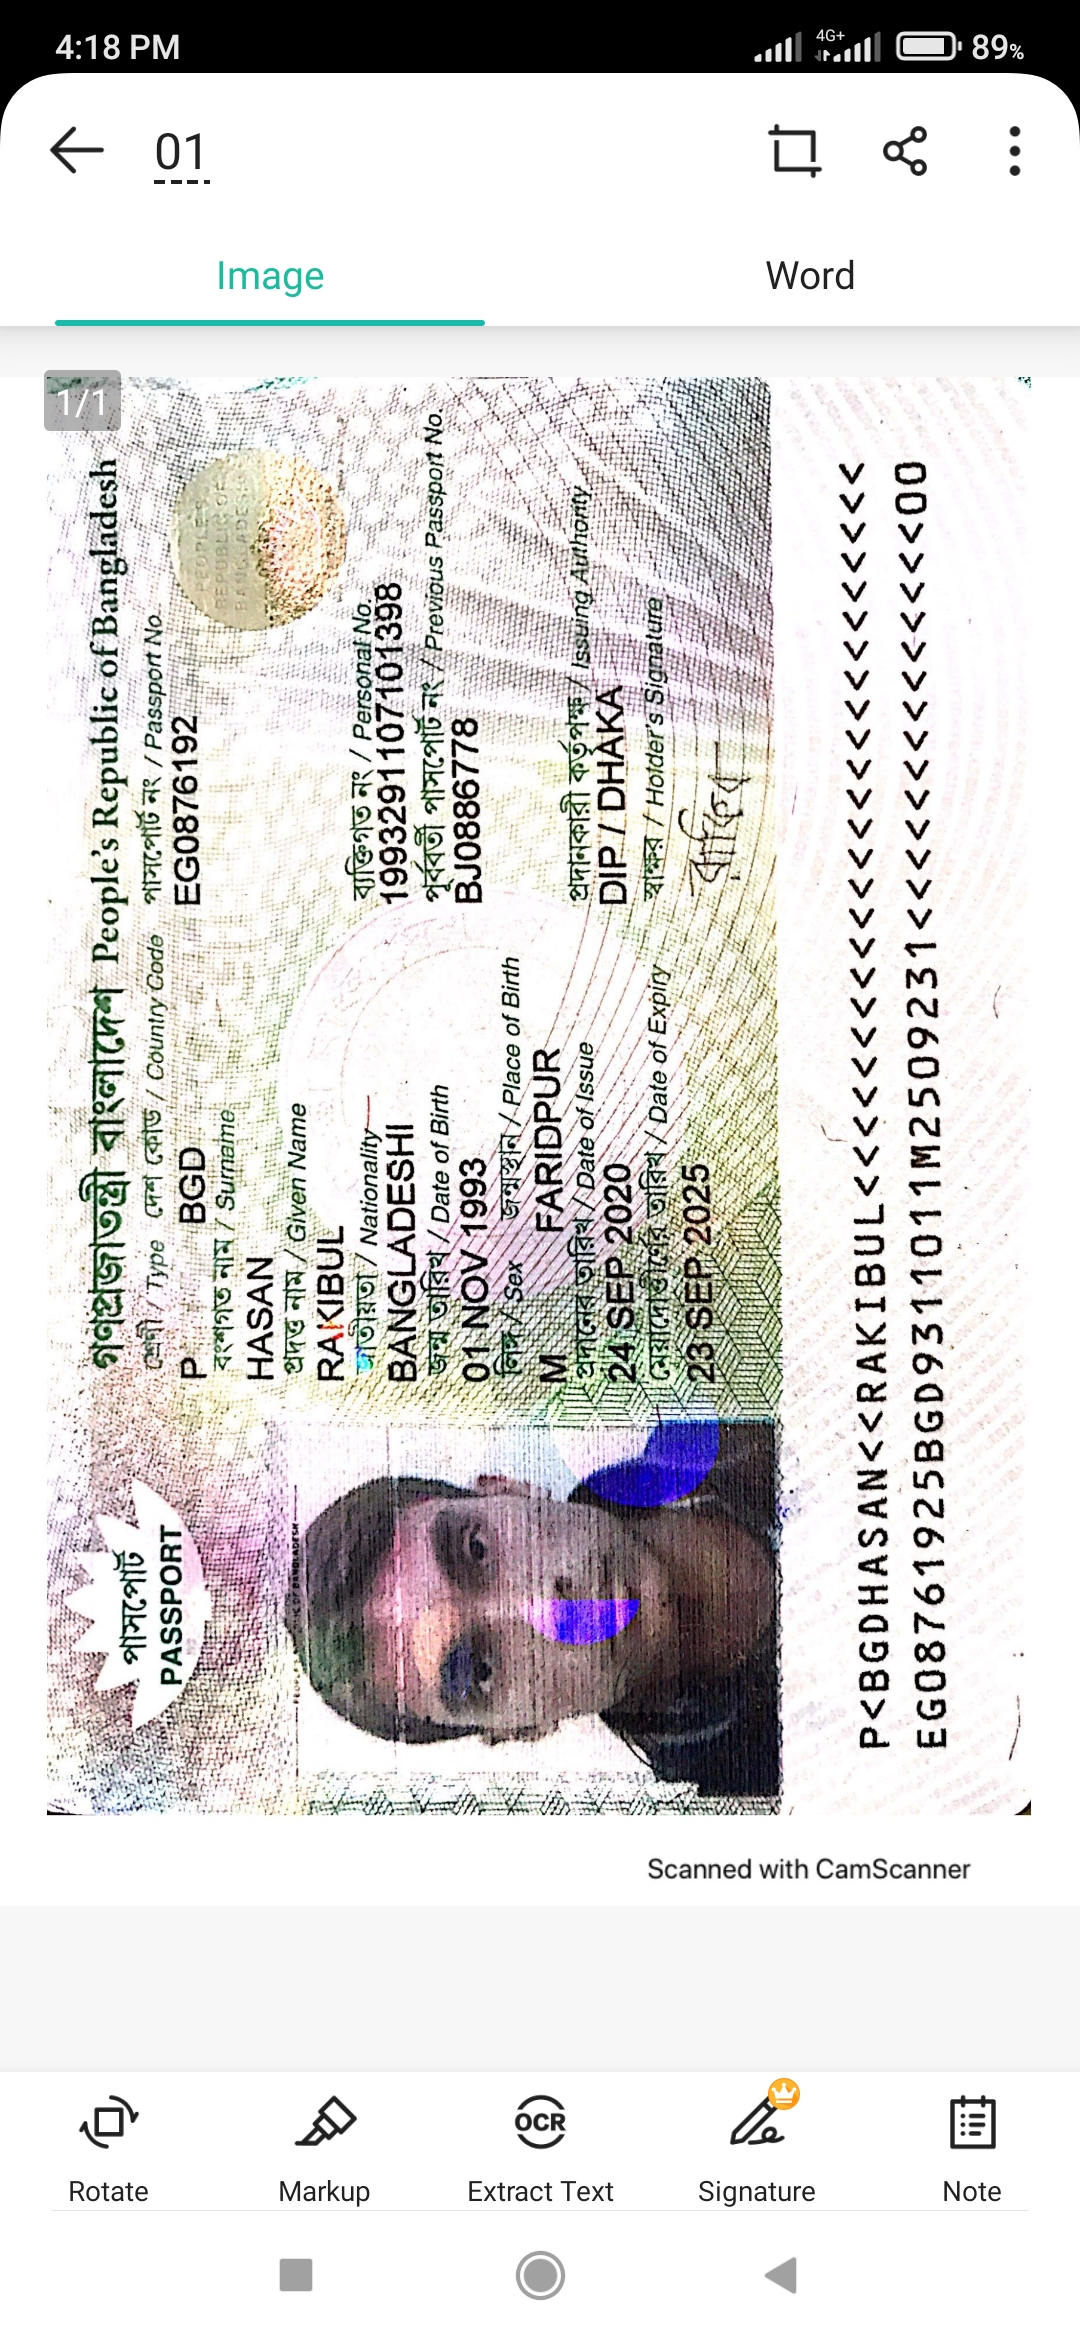 4:18 PM
4G+
89%
01
Image
Word
1/1
গণপ্রজাতন্ত্রী বাংলাদেশ People's Republic of Bangladesh
শ্রেণী / Type দেশ কোড / Country Code পাসপোর্ট নং / Passport No.
P BGD EG0876192
বংশগত নাম / Surname
HASAN
প্রদত্ত নাম / Given Name
RAKIBUL
জাতীয়তা / Nationality ব্যক্তিগত নং / Personal No.
BANGLADESHI 1993291107101398
জন্ম তারিখ / Date of Birth পূর্ববর্তী পাসপোর্ট নং / Previous Passport No.
01 NOV 1993 BJ0886778
লিঙ্গ / Sex জন্মস্থান / Place of Birth
M FARIDPUR
প্রদানের তারিখ / Date of Issue প্রদানকারী কর্তৃপক্ষ / Issuing Authority
24 SEP 2020 DIP / DHAKA
মেয়াদোত্তীর্ণের তারিখ / Date of Expiry স্বাক্ষর / Holder's Signature
23 SEP 2025
পাসপোর্ট
PASSPORT
P<BGDHASAN<<RAKIBUL<<<<<<<<<<<<<<<<<<<<<<<<<
EG08761925BGD9311011M2509231<<<<<<<<<<<<<<00
Scanned with CamScanner
Rotate
Markup
OCR
Extract Text
Signature
Note